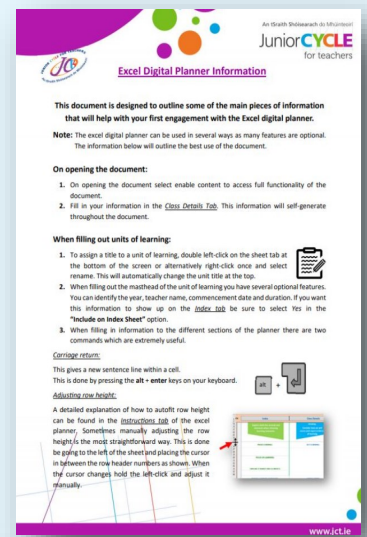 An tSraith Shóisearach do Mhúinteoirí
JuniorCYCLE
for teachers
JCt
Excel Digital Planner Information
This document is designed to outline some of the main pieces of information
that will help with your first engagement with the Excel digital planner.
Note: The excel digital planner can be used in several ways as many features are optional.
The information below will outline the best use of the document.
On opening the document:
1. On opening the document select enable content to access full functionality of the
document.
2. Fill in your information in the Class Details Tab. This information will self-generate
throughout the document.
When filling out units of learning:
1. To assign a title to a unit of learning, double left-click on the sheet tab at
the bottom of the screen or alternatively right-click once and select
rename. This will automatically change the unit title at the top.
2. When filling out the masthead of the unit of learning you have several optional features.
You can identify the year, teacher name, commencement date and duration. If you want
this information to show up on the Index tab be sure to select Yes in the
"Include on Index Sheet" option.
3. When filling in information to the different sections of the planner there are two
commands which are extremely useful.
Carriage return:
This gives a new sentence line within a cell.
This is done by pressing the alt + enter keys on your keyboard.
alt +
Adjusting row height:
A detailed explanation of how to autofit row height
can be found in the Instructions tab of the excel
planner, Sometimes manually adjusting the row
height is the most straightforward way. This is done
be going to the left of the sheet and placing the cursor
in between the row header numbers as shown. When
the cursor changes hold the left-click and adjust it
manually.
www.jct.ie